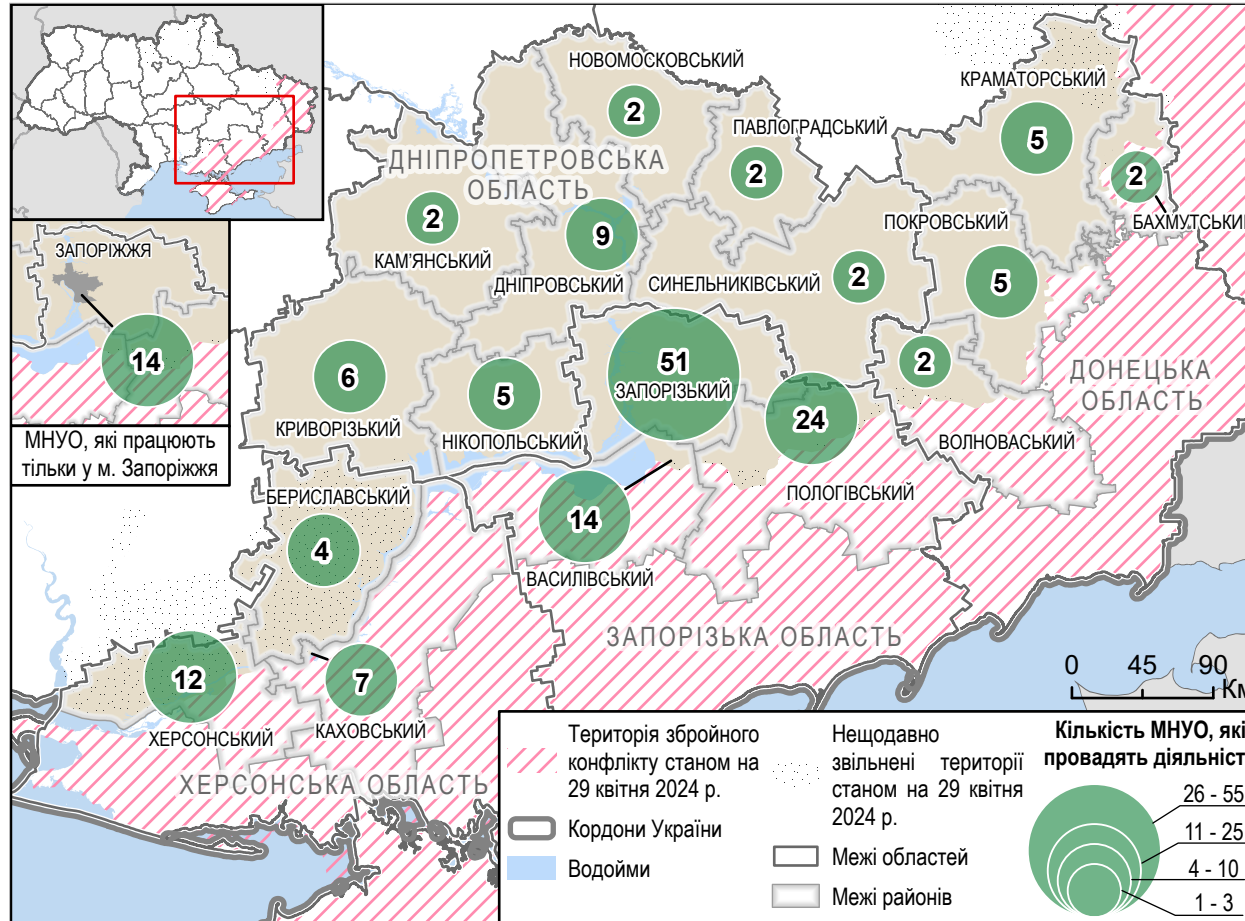 НОВОМОСКОВСЬКИЙ
2
КРАМАТОРСЬКИЙ
5
ПАВЛОГРАДСЬКИЙ
2
ДНІПРОПЕТРОВСЬКА
ОБЛАСТЬ
2
БАХМУТСЬКИЙ
2
КАМ'ЯНСЬКИЙ
9
ДНІПРОВСЬКИЙ
ПОКРОВСЬКИЙ
5
СИНЕЛЬНИКІВСЬКИЙ
2
ЗАПОРІЖЖЯ
14
МНУО, які працюють
тільки у м. Запоріжжя
6
КРИВОРІЗЬКИЙ
5
НІКОПОЛЬСЬКИЙ
51
ЗАПОРІЗЬКИЙ
2
24
ДОНЕЦЬКА
ОБЛАСТЬ
ВОЛНОВАСЬКИЙ
БЕРИСЛАВСЬКИЙ
4
14
ВАСИЛІВСЬКИЙ
ПОЛОГІВСЬКИЙ
ЗАПОРІЗЬКА ОБЛАСТЬ
12
ХЕРСОНСЬКИЙ
7
КАХОВСЬКИЙ
ХЕРСОНСЬКА ОБЛАСТЬ
0 45 90
Км
Територія збройного
конфлікту станом на
29 квітня 2024 р.
Кордони України
Водойми
Нещодавно
звільнені території
станом на 29 квітня
2024 р.
Межі областей
Межі районів
Кількість МНУО, які
провадять діяльніст
26 - 55
11 - 25
4 - 10
1 - 3